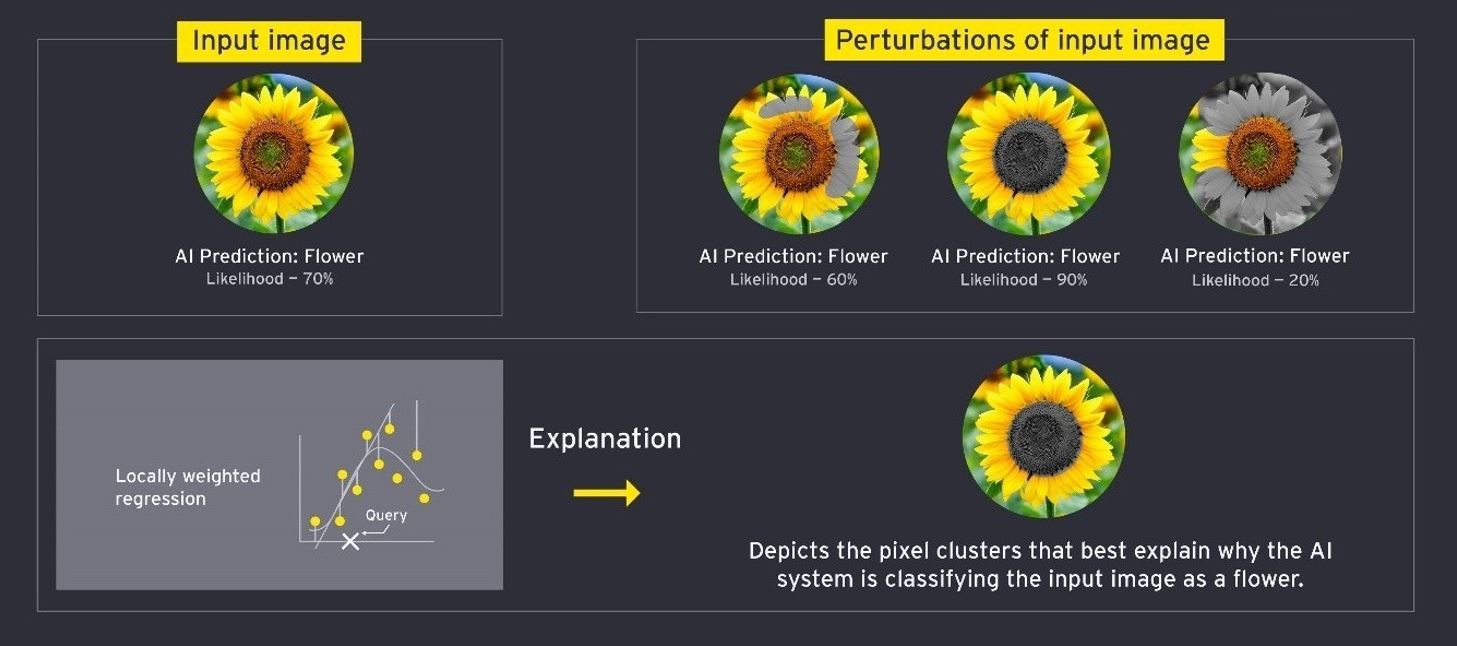 Input image
AI Prediction: Flower
Likelihood – 70%
Perturbations of input image
AI Prediction: Flower
Likelihood – 60%
AI Prediction: Flower
Likelihood – 90%
AI Prediction: Flower
Likelihood – 20%
Locally weighted
regression
Query
Explanation
Depicts the pixel clusters that best explain why the AI
system is classifying the input image as a flower.